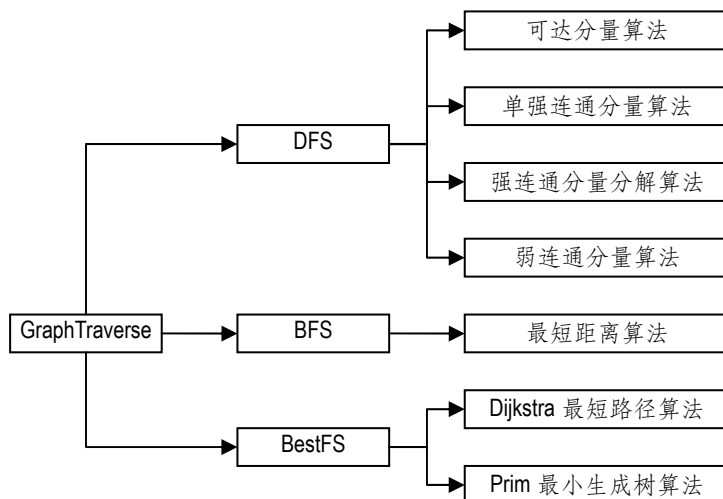 可达分量算法
单强连通分量算法
DFS
强连通分量分解算法
弱连通分量算法
GraphTraverse
BFS
最短距离算法
Dijkstra 最短路径算法
BestFS
Prim 最小生成树算法